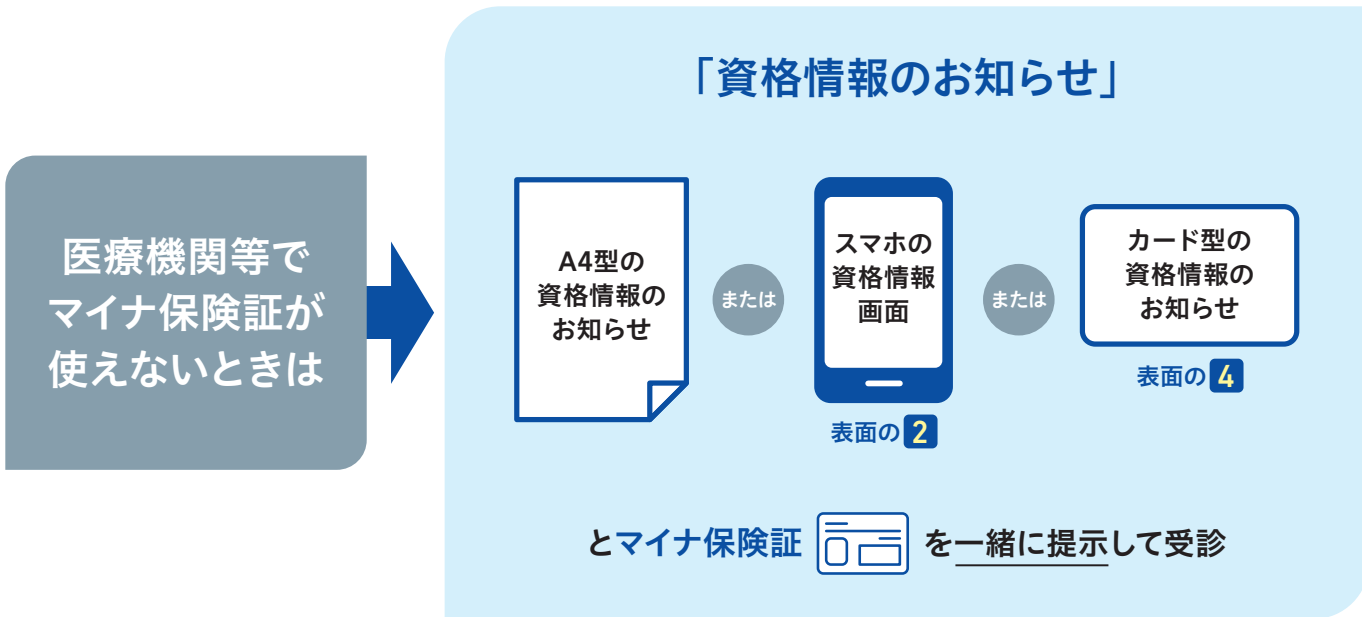 「資格情報のお知らせ」
医療機関等で
マイナ保険証が
使えないときは
A4型の
資格情報の
お知らせ
または
スマホの
資格情報
画面
表面の2
または
カード型の
資格情報の
お知らせ
表面の4
とマイナ保険証 を一緒に提示して受診